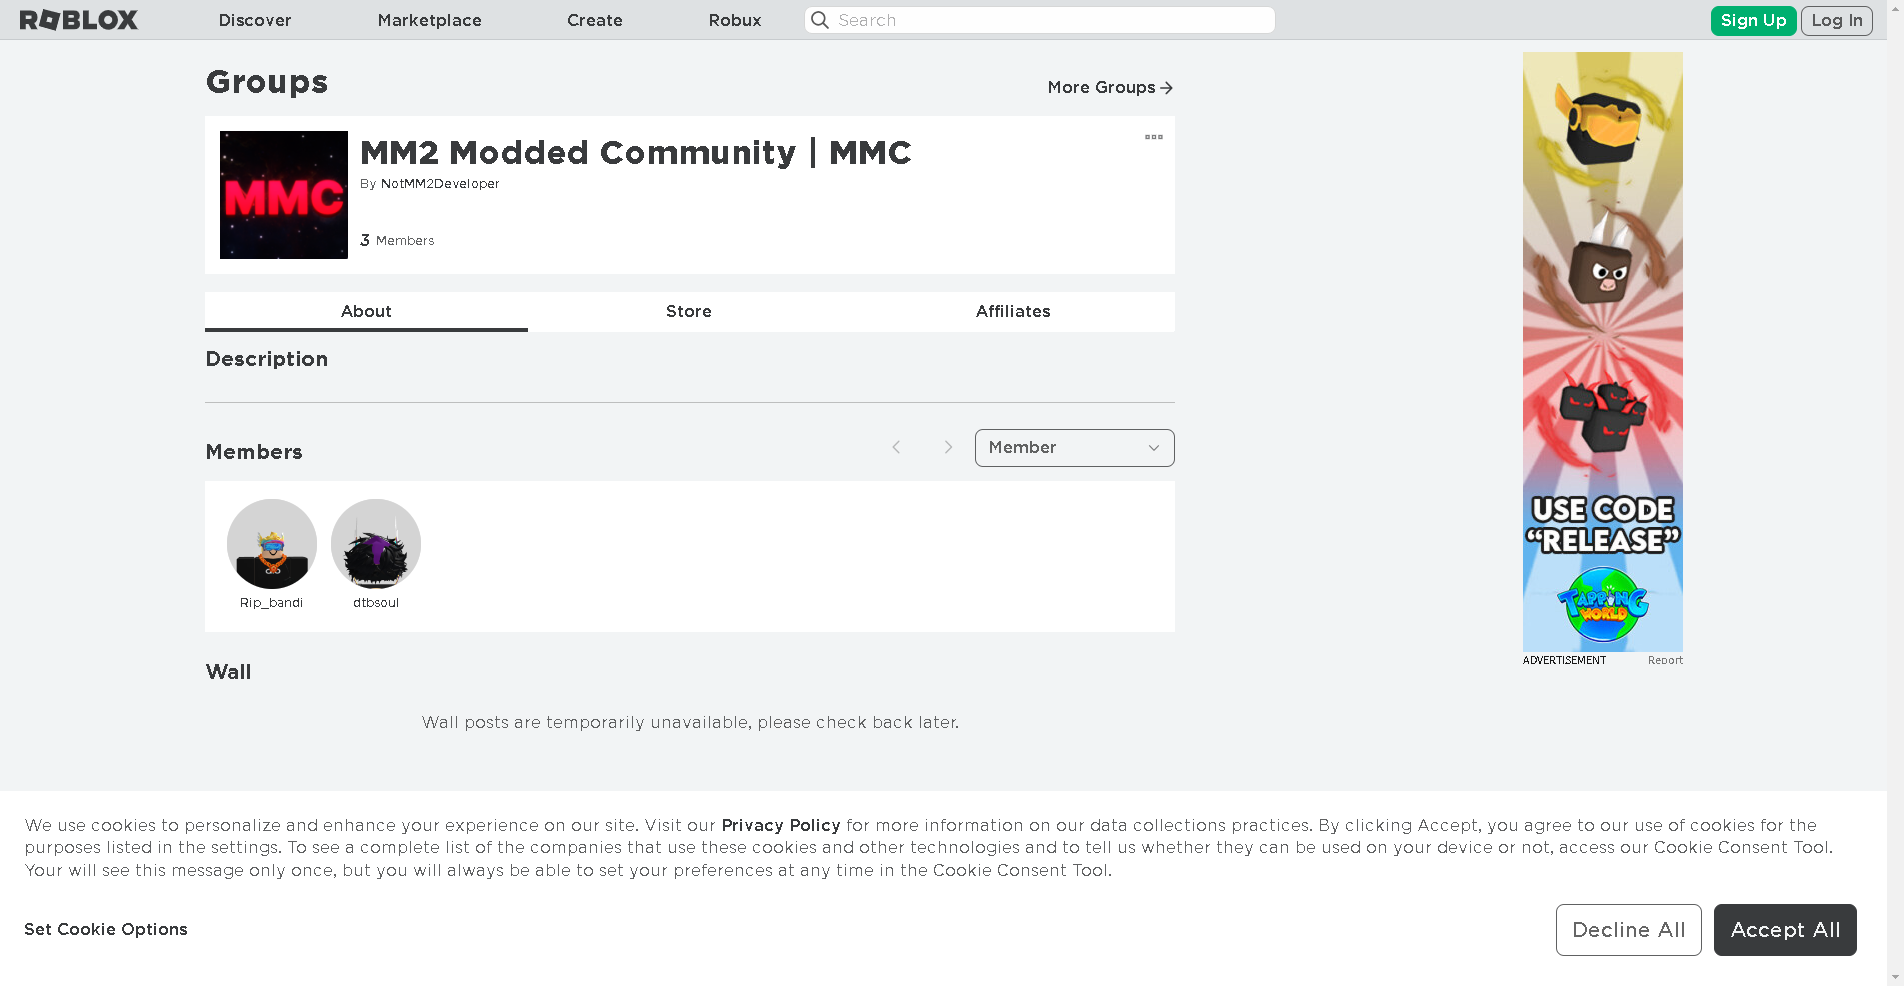 ROBLOX
Discover
Marketplace
Create
Robux
Search
Sign Up
Log In
Groups
More Groups
MMC
MM2 Modded Community | MMC
By NotMM2Developer
3 Members
About
Store
Affiliates
Description
Members
Member
Rip_bandi
dtbsoul
Wall
Wall posts are temporarily unavailable, please check back later.
USE CODE
"RELEASE"
TAPPING
WORLD
ADVERTISEMENT
Report
We use cookies to personalize and enhance your experience on our site. Visit our Privacy Policy for more information on our data collections practices. By clicking Accept, you agree to our use of cookies for the
purposes listed in the settings. To see a complete list of the companies that use these cookies and other technologies and to tell us whether they can be used on your device or not, access our Cookie Consent Tool.
Your will see this message only once, but you will always be able to set your preferences at any time in the Cookie Consent Tool.
Set Cookie Options
Decline All
Accept All